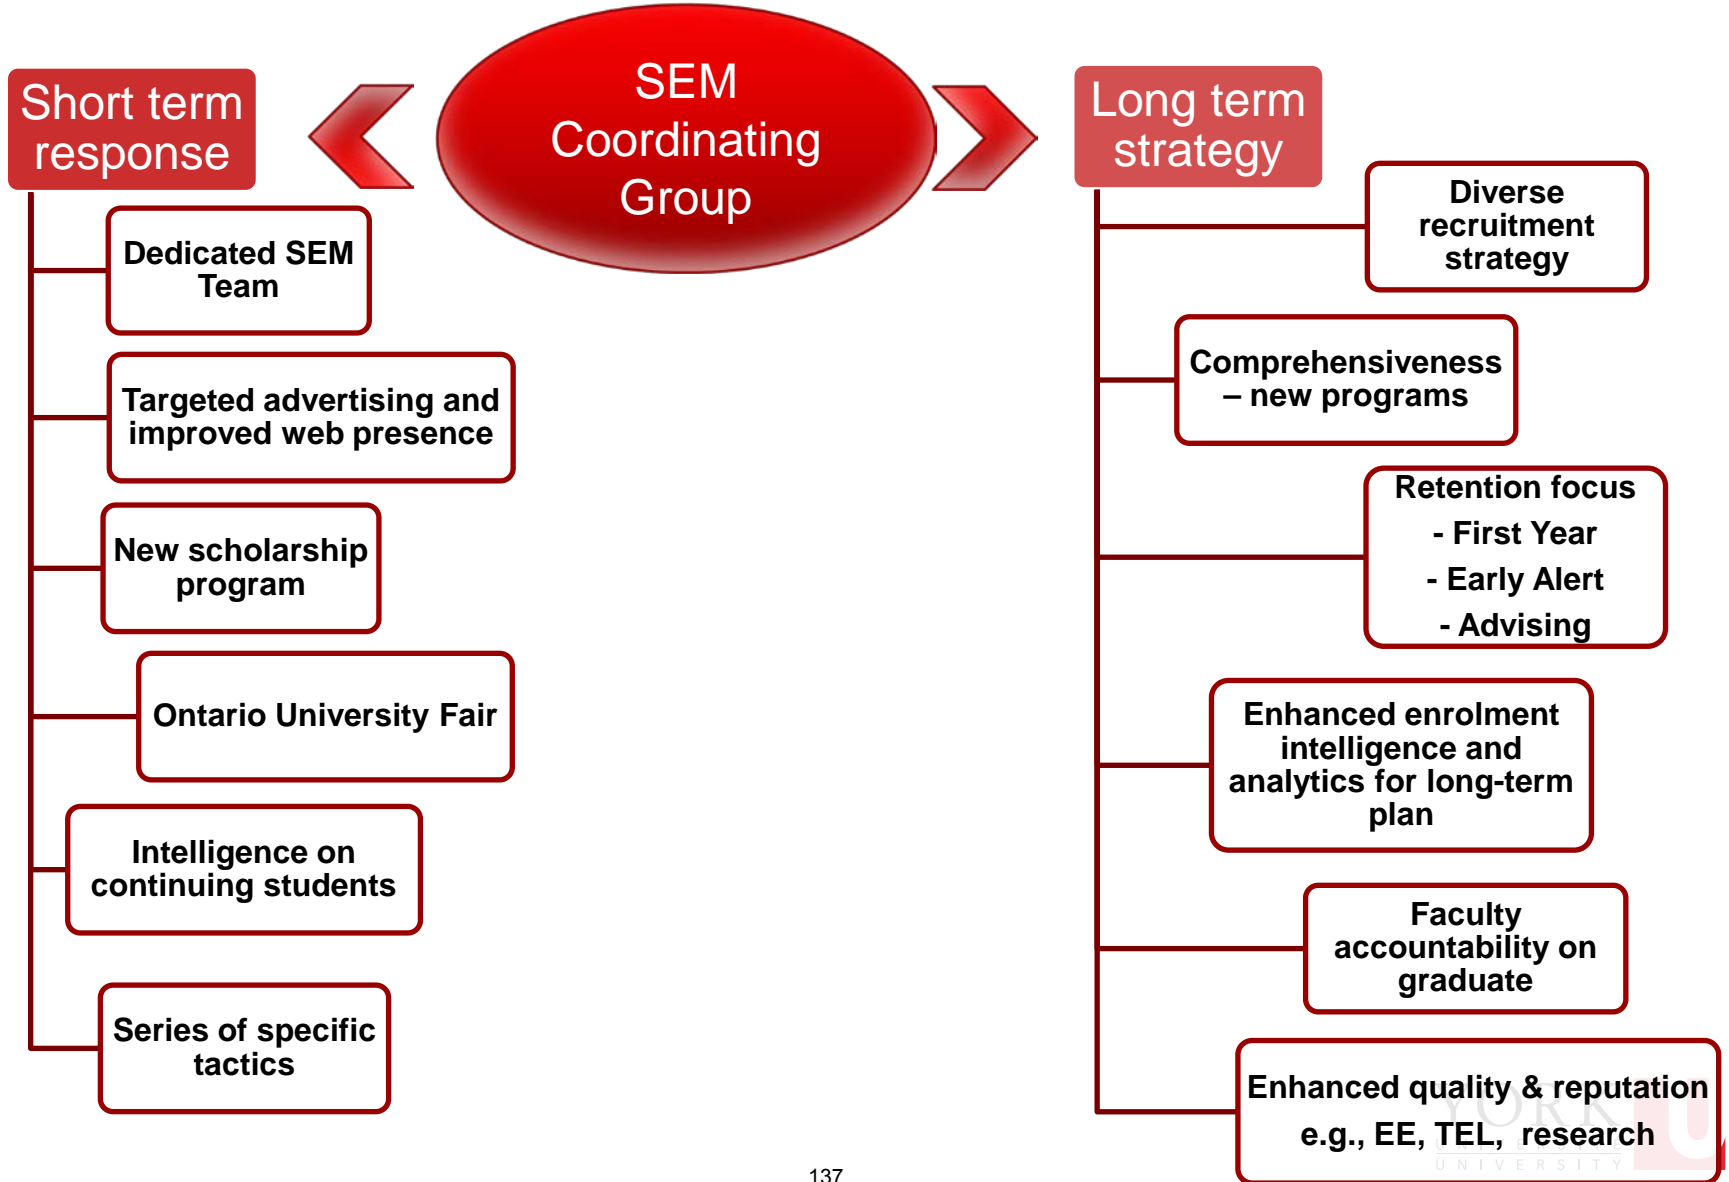 SEM
Coordinating
Group
Short term
response
Dedicated SEM
Team
Targeted advertising and
improved web presence
New scholarship
program
Ontario University Fair
Intelligence on
continuing students
Series of specific
tactics
Long term
strategy
Diverse
recruitment
strategy
Comprehensiveness
– new programs
Retention focus
- First Year
- Early Alert
- Advising
Enhanced enrolment
intelligence and
analytics for long-term
plan
Faculty
accountability on
graduate
Enhanced quality & reputation
e.g., EE, TEL, research
YORK
UNIVERSITY
137